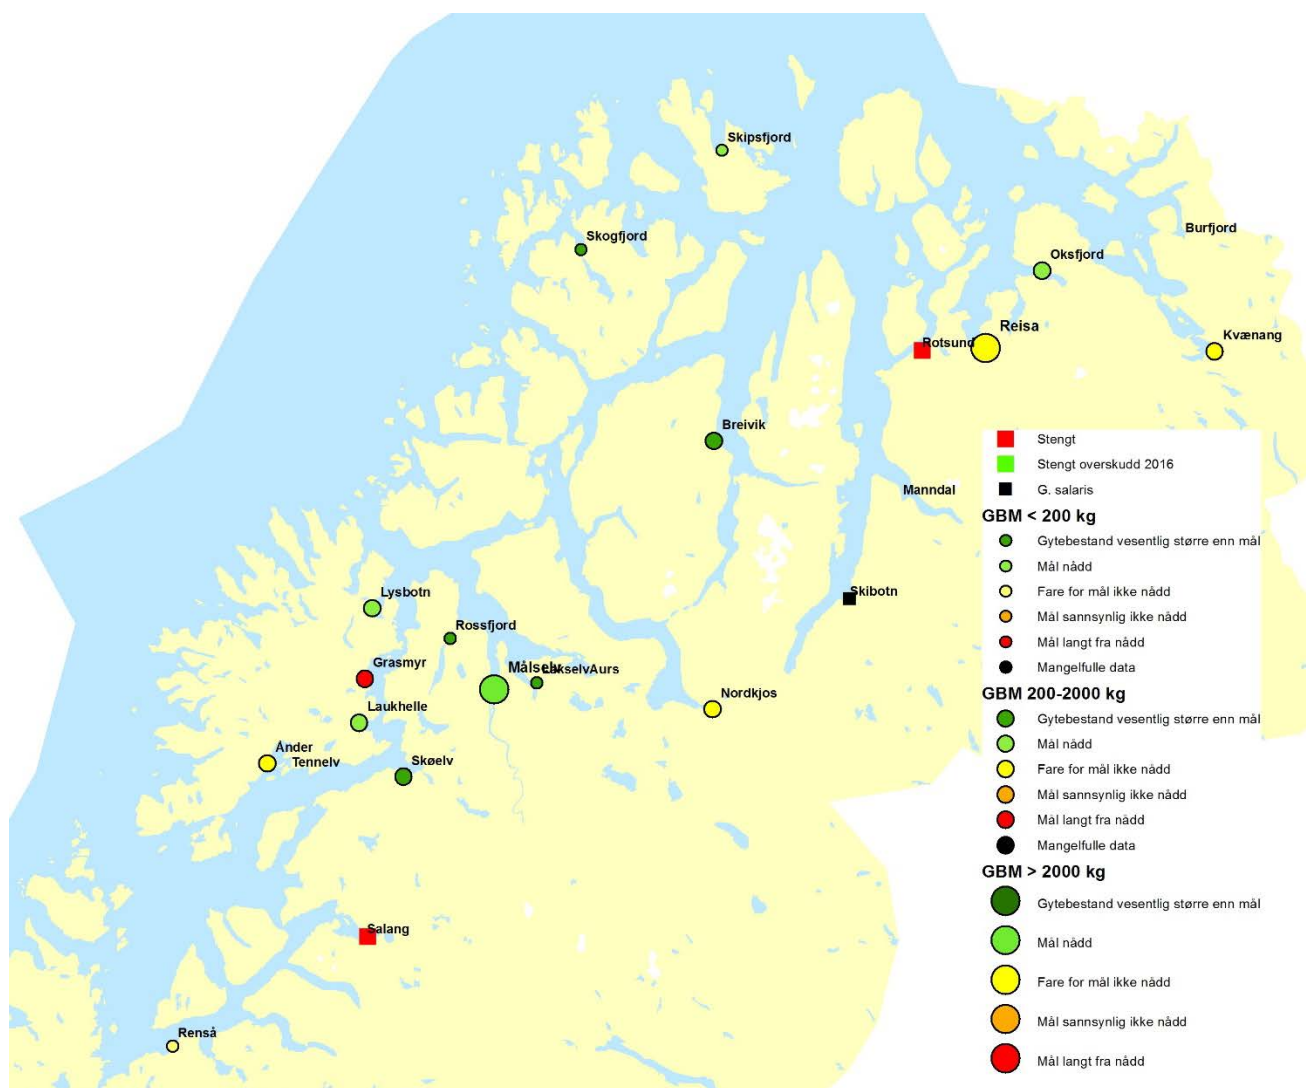 Skipsfjord
Skogfjord
Burfjord
Oksfjord
Reisa
Kvænang
Rotsund
Breivik
Manndal
Skibotn
Lysbotn
Rossfjord
Grasmyr
Målselv
LakselvAurs
Nordkjos
Laukhelle
Ånder
Tennelv
Skøelv
Salang
Renså
Stengt
Stengt overskudd 2016
G. salaris
GBM < 200 kg
Gytebestand vesentlig større enn mål
Mål nådd
Fare for mål ikke nådd
Mål sannsynlig ikke nådd
Mål langt fra nådd
Mangelfulle data
GBM 200-2000 kg
Gytebestand vesentlig større enn mål
Mål nådd
Fare for mål ikke nådd
Mål sannsynlig ikke nådd
Mål langt fra nådd
Mangelfulle data
GBM > 2000 kg
Gytebestand vesentlig større enn mål
Mål nådd
Fare for mål ikke nådd
Mål sannsynlig ikke nådd
Mål langt fra nådd